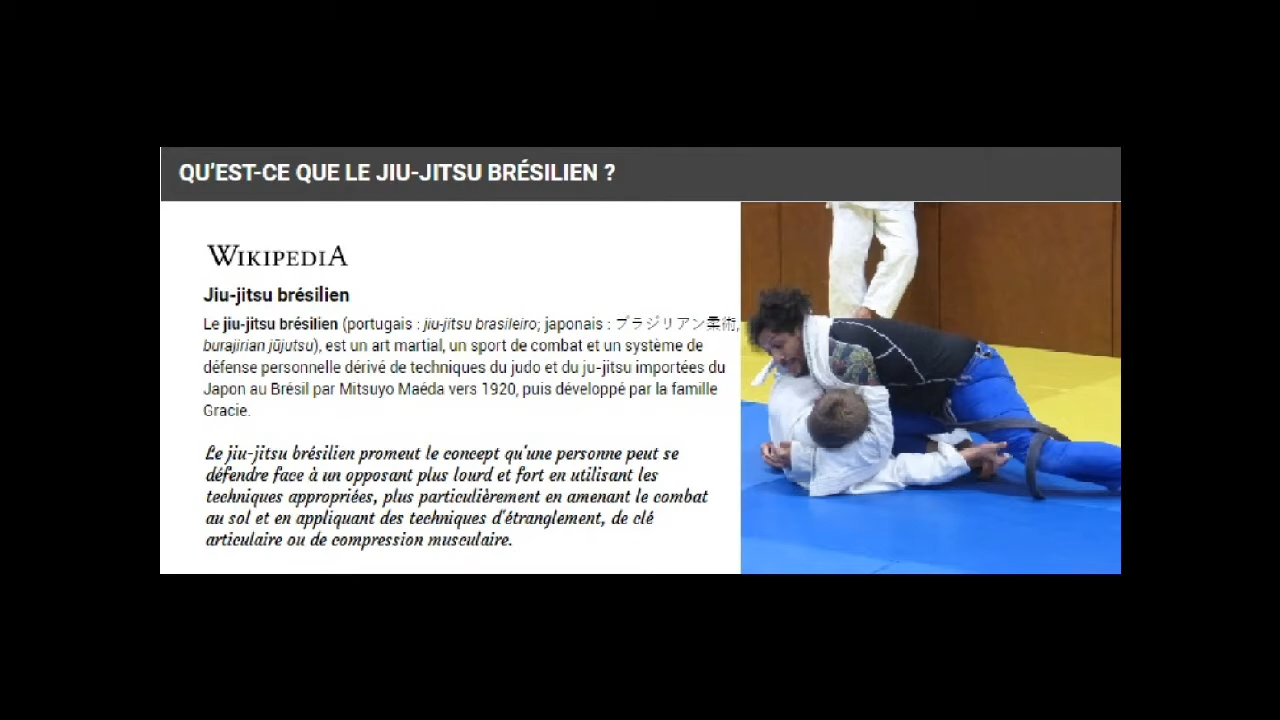 QU'EST-CE QUE LE JIU-JITSU BRÉSILIEN ?
WIKIPEDIA
Jiu-jitsu brésilien
Le jiu-jitsu brésilien (portugais : jiu-jitsu brasileiro; japonais : ブラジリアン柔術,
burajirian jūjutsu), est un art martial, un sport de combat et un système de
défense personnelle dérivé de techniques du judo et du ju-jitsu importées du
Japon au Brésil par Mitsuyo Maéda vers 1920, puis développé par la famille
Gracie.
Le jiu-jitsu brésilien promeut le concept qu'une personne peut se
défendre face à un opposant plus lourd et fort en utilisant les
techniques appropriées, plus particulièrement en amenant le combat
au sol et en appliquant des techniques d'étranglement, de clé
articulaire ou de compression musculaire.